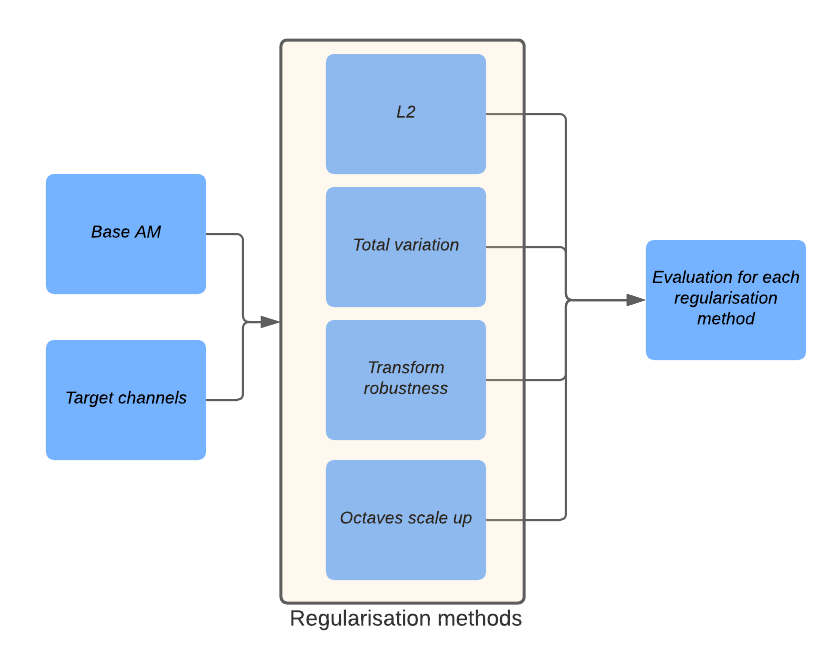 Base AM
Target channels
L2
Total variation
Transform
robustness
Octaves scale up
Regularisation methods
Evaluation for each
regularisation
method